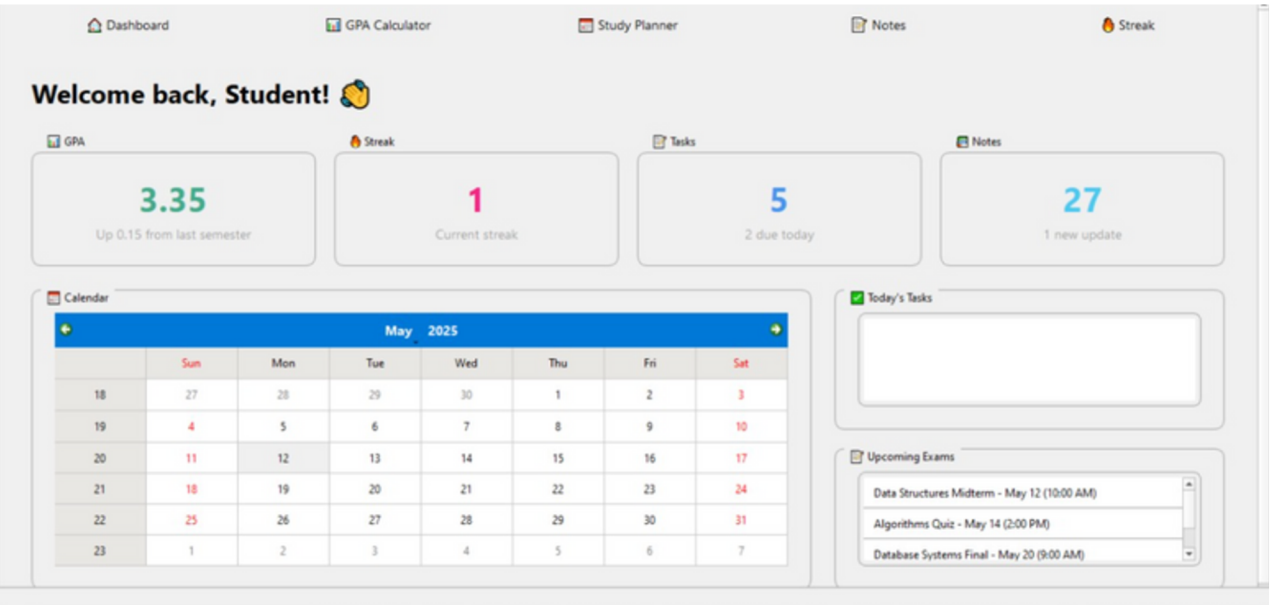 Dashboard GPA Calculator Study Planner Notes Streak
Welcome back, Student!
GPA Streak Tasks Notes
3.35 1 5 27
Up 0.15 from last semester Current streak 2 due today 1 new update
Calendar
May 2025
Sun Mon Tue Wed Thu Fri Sat
18 27 28 29 30 1 2 3
19 4 5 6 7 8 9 10
20 11 12 13 14 15 16 17
21 18 19 20 21 22 23 24
22 25 26 27 28 29 30 31
23 1 2 3 4 5 6 7
Today's Tasks
Upcoming Exams
Data Structures Midterm - May 12 (10:00 AM)
Algorithms Quiz - May 14 (2:00 PM)
Database Systems Final - May 20 (9:00 AM)